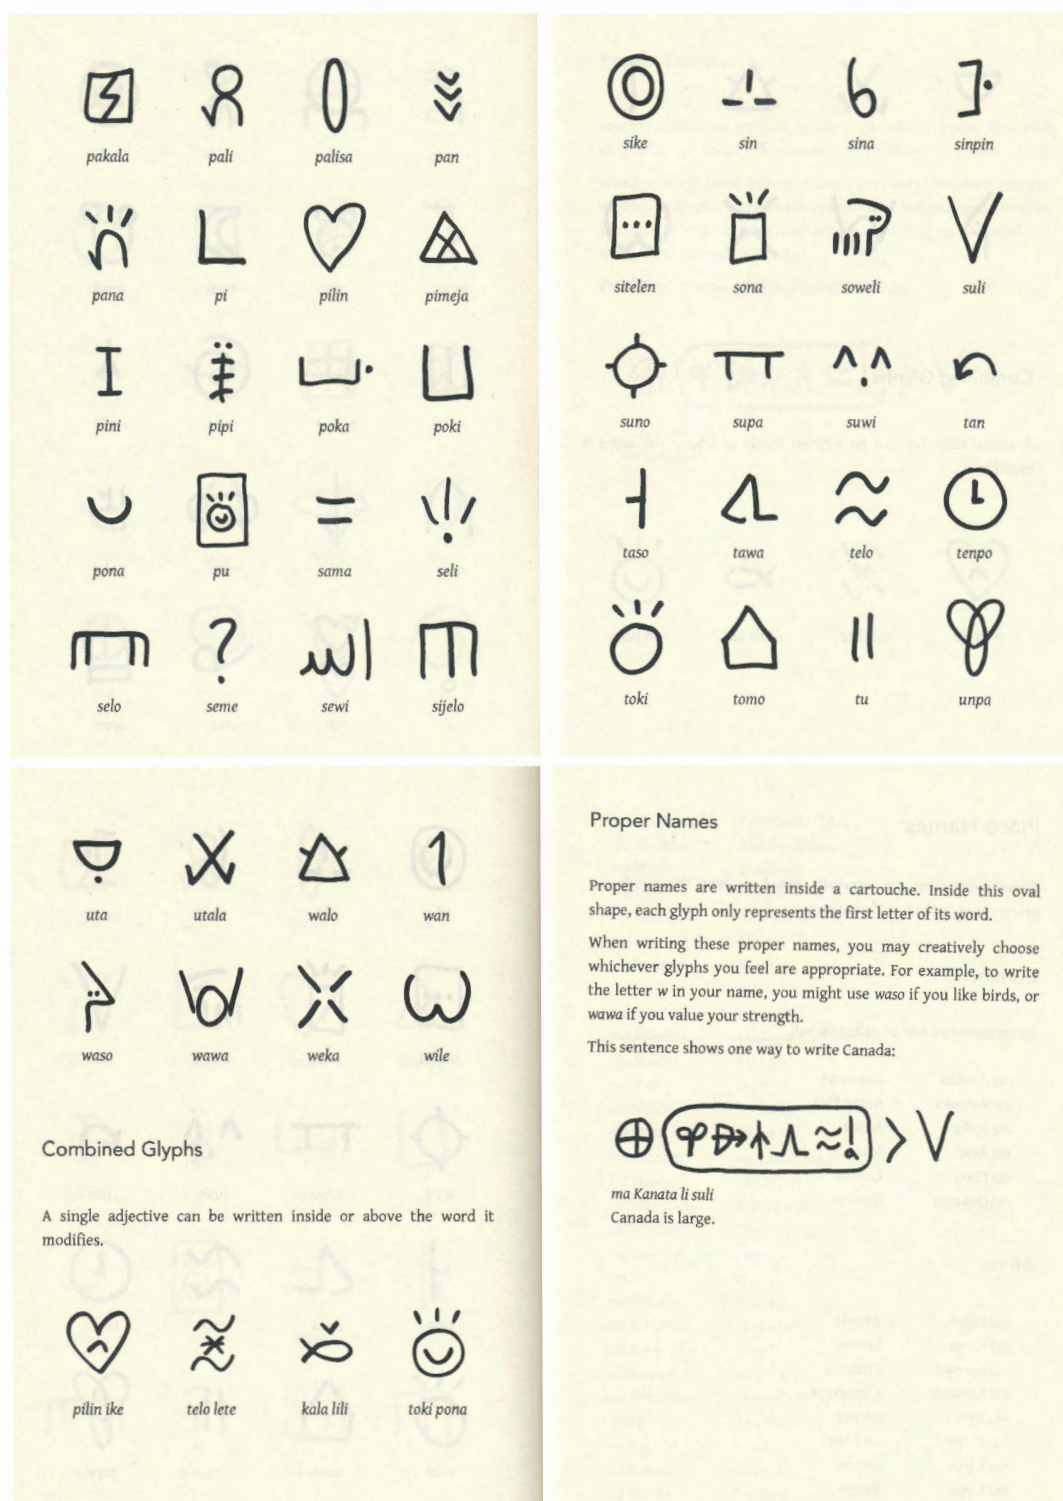 pakala pali palisa pan
pana pi pilin pimeja
pini pipi poka poki
pona pu sama seli
selo seme sewi sijelo
sike sin sina sinpin
sitelen sona soweli suli
suno supa suwi tan
taso tawa telo tenpo
toki tomo tu unpa
uta utala walo wan
waso wawa weka wile
Combined Glyphs
A single adjective can be written inside or above the word it
modifies.
pilin ike telo lete kala lili toki pona
Proper Names
Proper names are written inside a cartouche. Inside this oval
shape, each glyph only represents the first letter of its word.
When writing these proper names, you may creatively choose
whichever glyphs you feel are appropriate. For example, to write
the letter w in your name, you might use waso if you like birds, or
wawa if you value your strength.
This sentence shows one way to write Canada:
ma Kanata li suli
Canada is large.